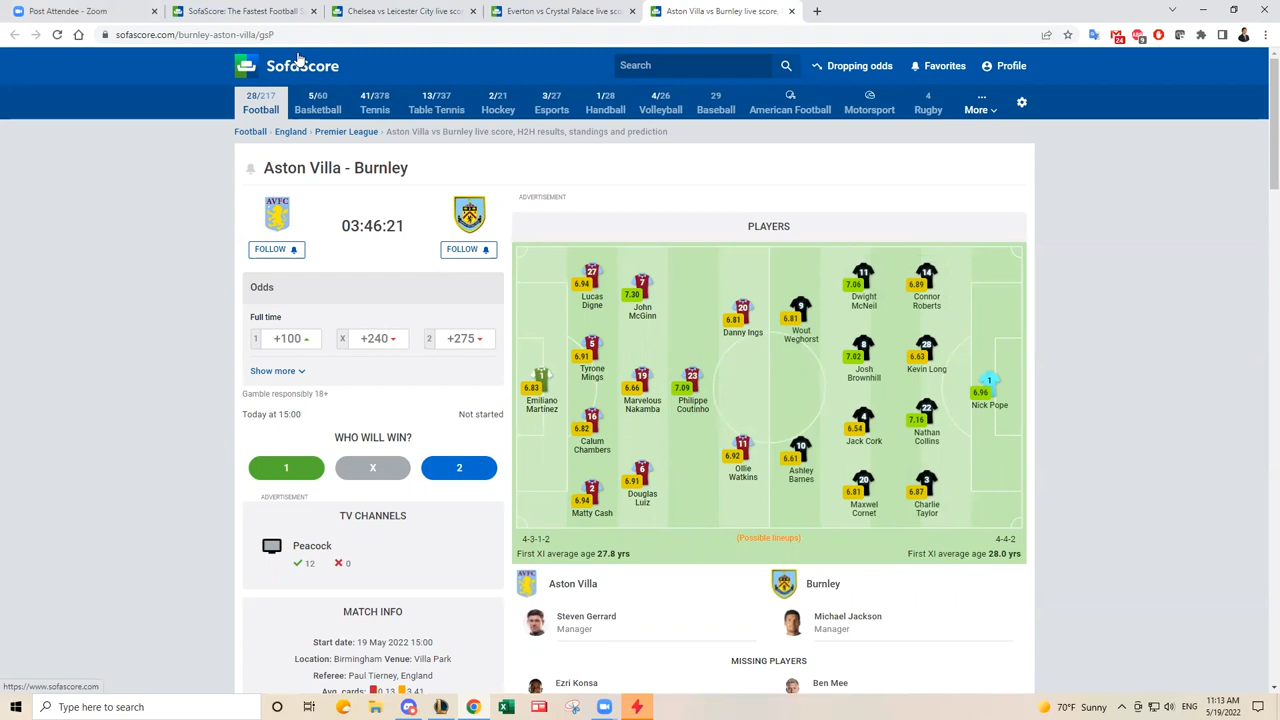 Zoom - Post Attendee
SofaScore: The Fastest Football S
Chelsea vs Leicester City live sco
Everton vs Crystal Palace live sco
Aston Villa vs Burnley live score,
sofascore.com/burnley-aston-villa/gsP
24
9
SofaScore
Search
Dropping odds
Favorites
Profile
28/217 5/60 41/378 13/737 2/21 3/27 1/28 4/26 29 4 ...
Football Basketball Tennis Table Tennis Hockey Esports Handball Volleyball Baseball American Football Motorsport Rugby More
Football › England › Premier League › Aston Villa vs Burnley live score, H2H results, standings and prediction
Aston Villa - Burnley
AVFC
03:46:21
FOLLOW
FOLLOW
Odds
Full time
1 +100
X +240
2 +275
Show more
Gamble responsibly 18+
Today at 15:00
Not started
WHO WILL WIN?
1 X 2
ADVERTISEMENT
TV CHANNELS
Peacock
12 0
MATCH INFO
Start date: 19 May 2022 15:00
Location: Birmingham Venue: Villa Park
Referee: Paul Tierney, England
Avg. cards: 0.13 3.41
ADVERTISEMENT
PLAYERS
1
6.83
Emiliano
Martínez
27
6.94
Lucas
Digne
5
6.91
Tyrone
Mings
16
6.82
Calum
Chambers
2
6.94
Matty Cash
7
7.30
John
McGinn
19
6.66
Marvelous
Nakamba
6
6.91
Douglas
Luiz
23
7.09
Philippe
Coutinho
20
6.81
Danny Ings
11
6.92
Ollie
Watkins
9
6.81
Wout
Weghorst
10
6.61
Ashley
Barnes
11
7.06
Dwight
McNeil
8
7.02
Josh
Brownhill
4
6.54
Jack Cork
20
6.81
Maxwel
Cornet
14
6.89
Connor
Roberts
28
6.63
Kevin Long
22
7.16
Nathan
Collins
3
6.87
Charlie
Taylor
1
6.96
Nick Pope
4-3-1-2
(Possible lineups)
4-4-2
First XI average age 27.8 yrs
First XI average age 28.0 yrs
AVFC
Aston Villa
Burnley
Steven Gerrard
Manager
Michael Jackson
Manager
MISSING PLAYERS
Ezri Konsa
Ben Mee
https://www.sofascore.com
Type here to search
70°F Sunny
ENG
11:13 AM
5/19/2022